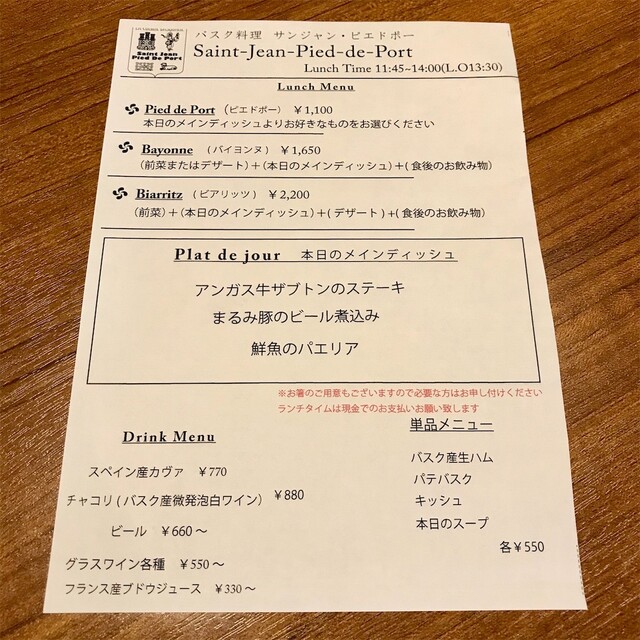 Saint Jean
Pied De Port
バスク料理 サンジャン・ピエドポー
Saint-Jean-Pied-de-Port
Lunch Time 11:45~14:00(L.O13:30)
Lunch Menu
Pied de Port (ピエドポー) ￥1,100
本日のメインディッシュよりお好きなものをお選びください
Bayonne (バイヨンヌ) ￥1,650
(前菜またはデザート)＋(本日のメインディッシュ)＋(食後のお飲み物)
Biarritz (ビアリッツ) ￥2,200
(前菜)＋(本日のメインディッシュ)＋(デザート)＋(食後のお飲み物)
Plat de jour 本日のメインディッシュ
アンガス牛ザブトンのステーキ
まるみ豚のビール煮込み
鮮魚のパエリア
※お箸のご用意もございますので必要な方はお申し付けください
ランチタイムは現金でのお支払いお願い致します
Drink Menu
スペイン産カヴァ ￥770
チャコリ(バスク産微発泡白ワイン) ￥880
ビール ￥660～
グラスワイン各種 ￥550～
フランス産ブドウジュース ￥330～
単品メニュー
バスク産生ハム
パテバスク
キッシュ
本日のスープ
各￥550